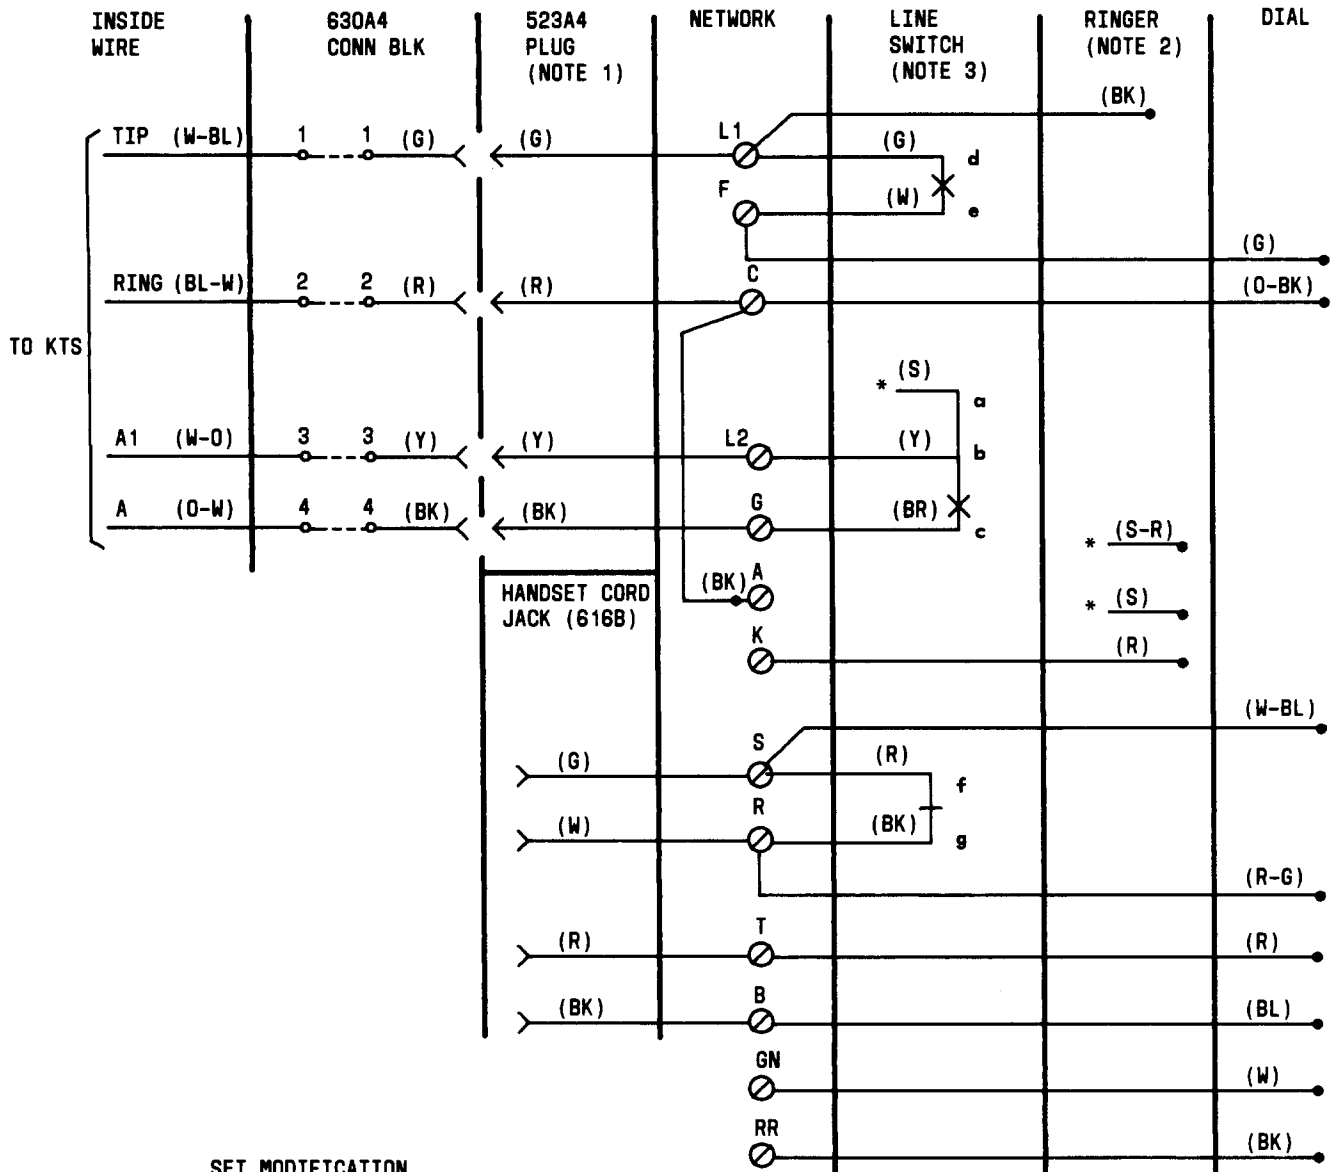 INSIDE
WIRE
630A4
CONN BLK
523A4
PLUG
(NOTE 1)
NETWORK
LINE
SWITCH
(NOTE 3)
RINGER
(NOTE 2)
DIAL
(BK)
TIP (W-BL) 1 1 (G) (G) L1 (G) d
F (W) e
(G)
RING (BL-W) 2 2 (R) (R) C (O-BK)
TO KTS
* (S) a
A1 (W-O) 3 3 (Y) (Y) L2 (Y) b
A (O-W) 4 4 (BK) (BK) G (BR) c
* (S-R)
HANDSET CORD
JACK (616B)
(BK) A
* (S)
K (R)
(W-BL)
(G) S (R) f
(W) R (BK) g
(R-G)
(R) T (R)
(BK) B (BL)
GN (W)
RR (BK)
SET MODIFICATION